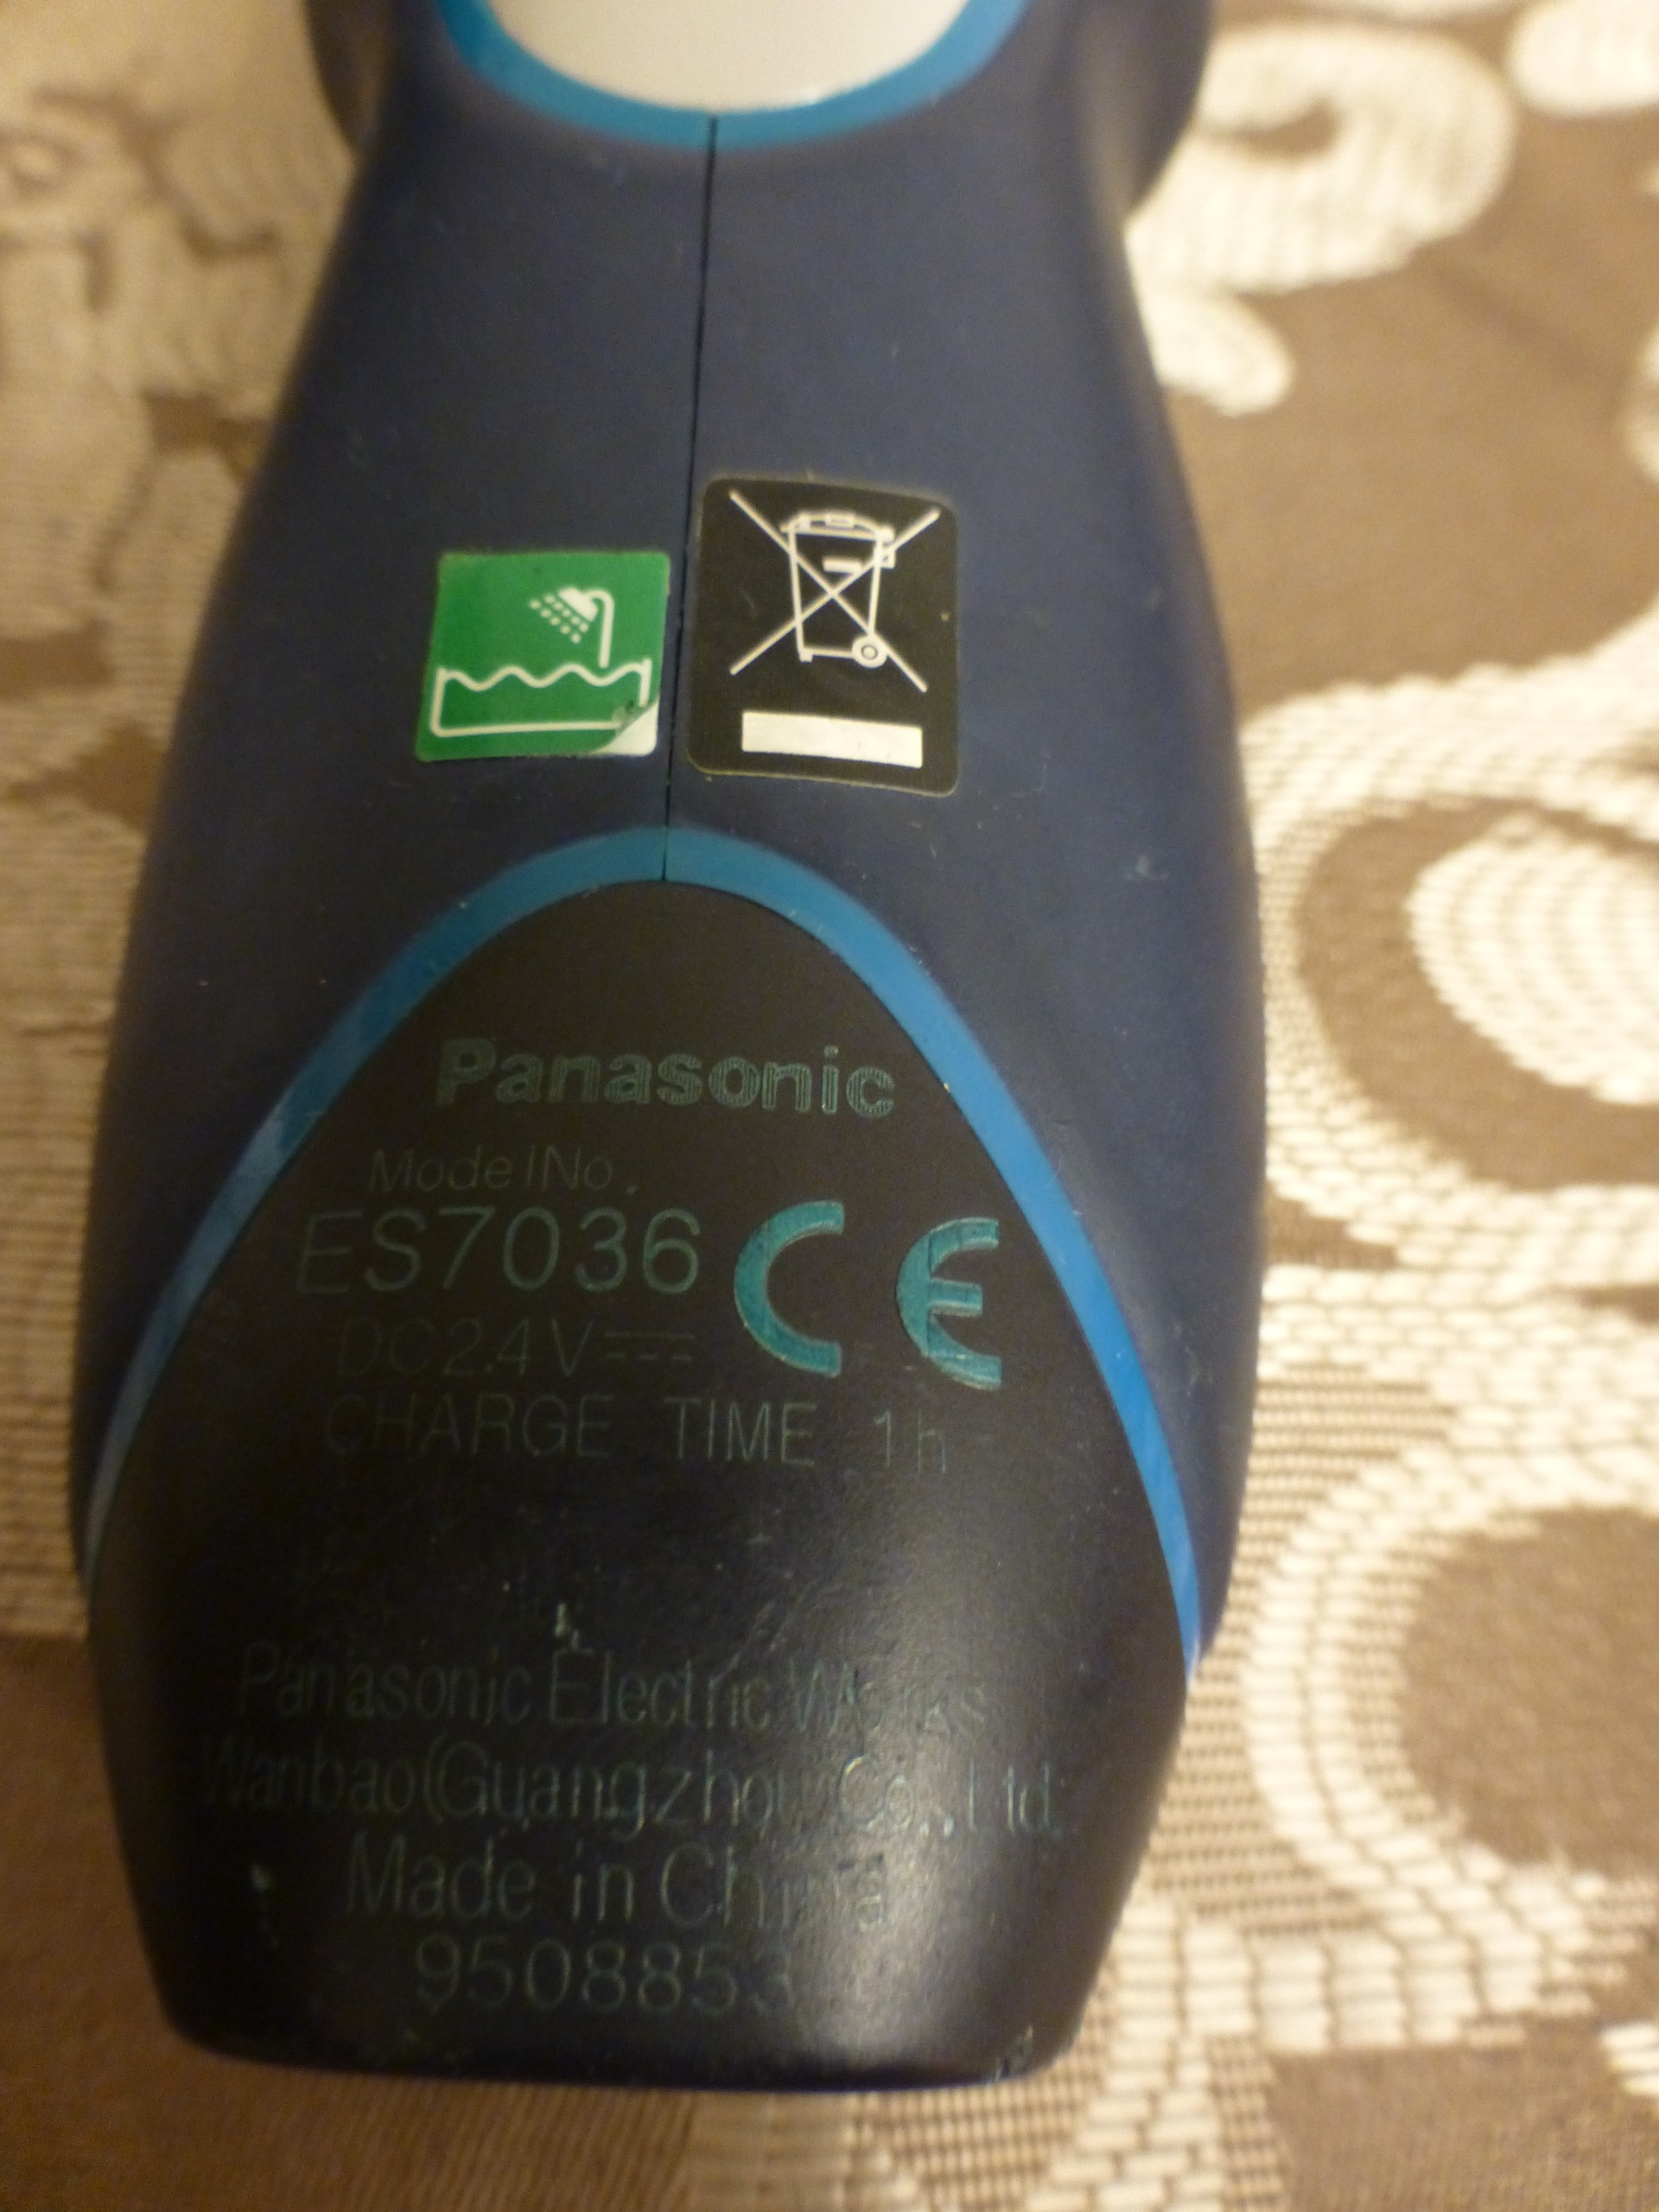 Panasonic
Model No.
ES7036 CE
DC2.4V
CHARGE TIME 1h
Panasonic Electric Works
Wanbao(Guangzhou) Co.,Ltd.
Made in China
9508853